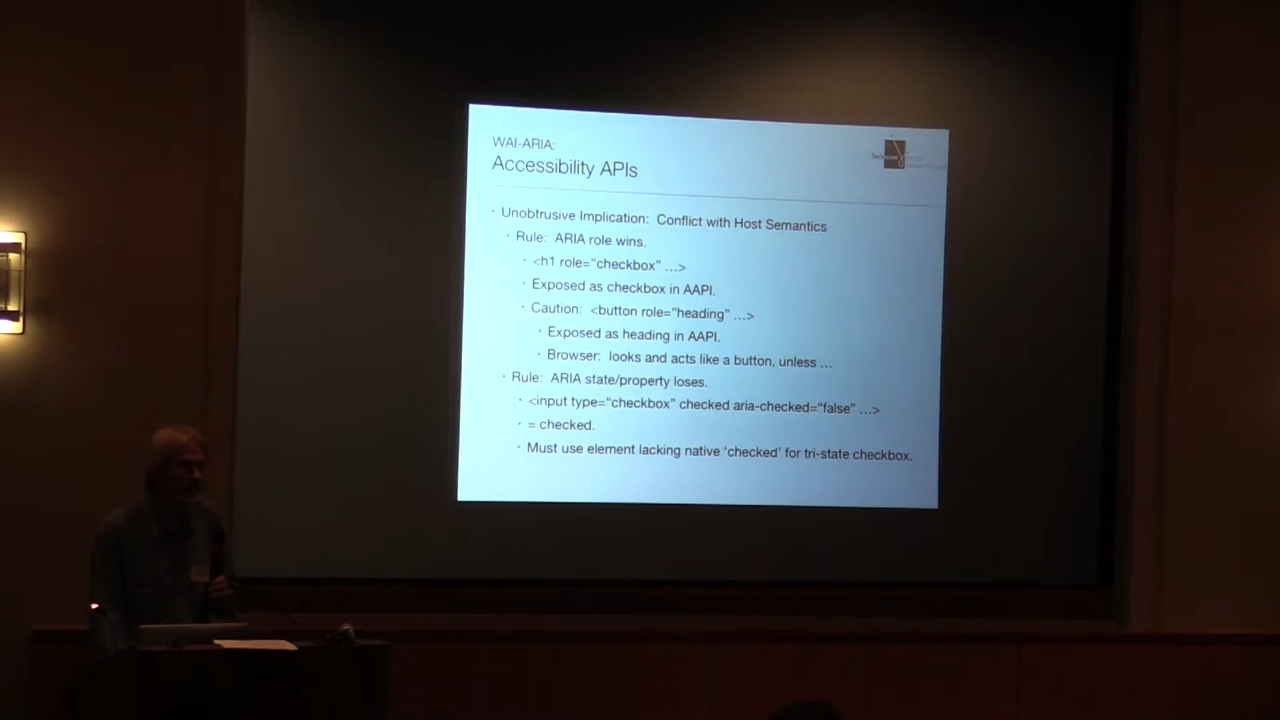 WAI-ARIA:
Accessibility APIs
· Unobtrusive Implication: Conflict with Host Semantics
· Rule: ARIA role wins.
· <h1 role="checkbox" ...>
· Exposed as checkbox in AAPI.
· Caution: <button role="heading" ...>
· Exposed as heading in AAPI.
· Browser: looks and acts like a button, unless ...
· Rule: ARIA state/property loses.
· <input type="checkbox" checked aria-checked="false" ...>
· = checked.
· Must use element lacking native 'checked' for tri-state checkbox.